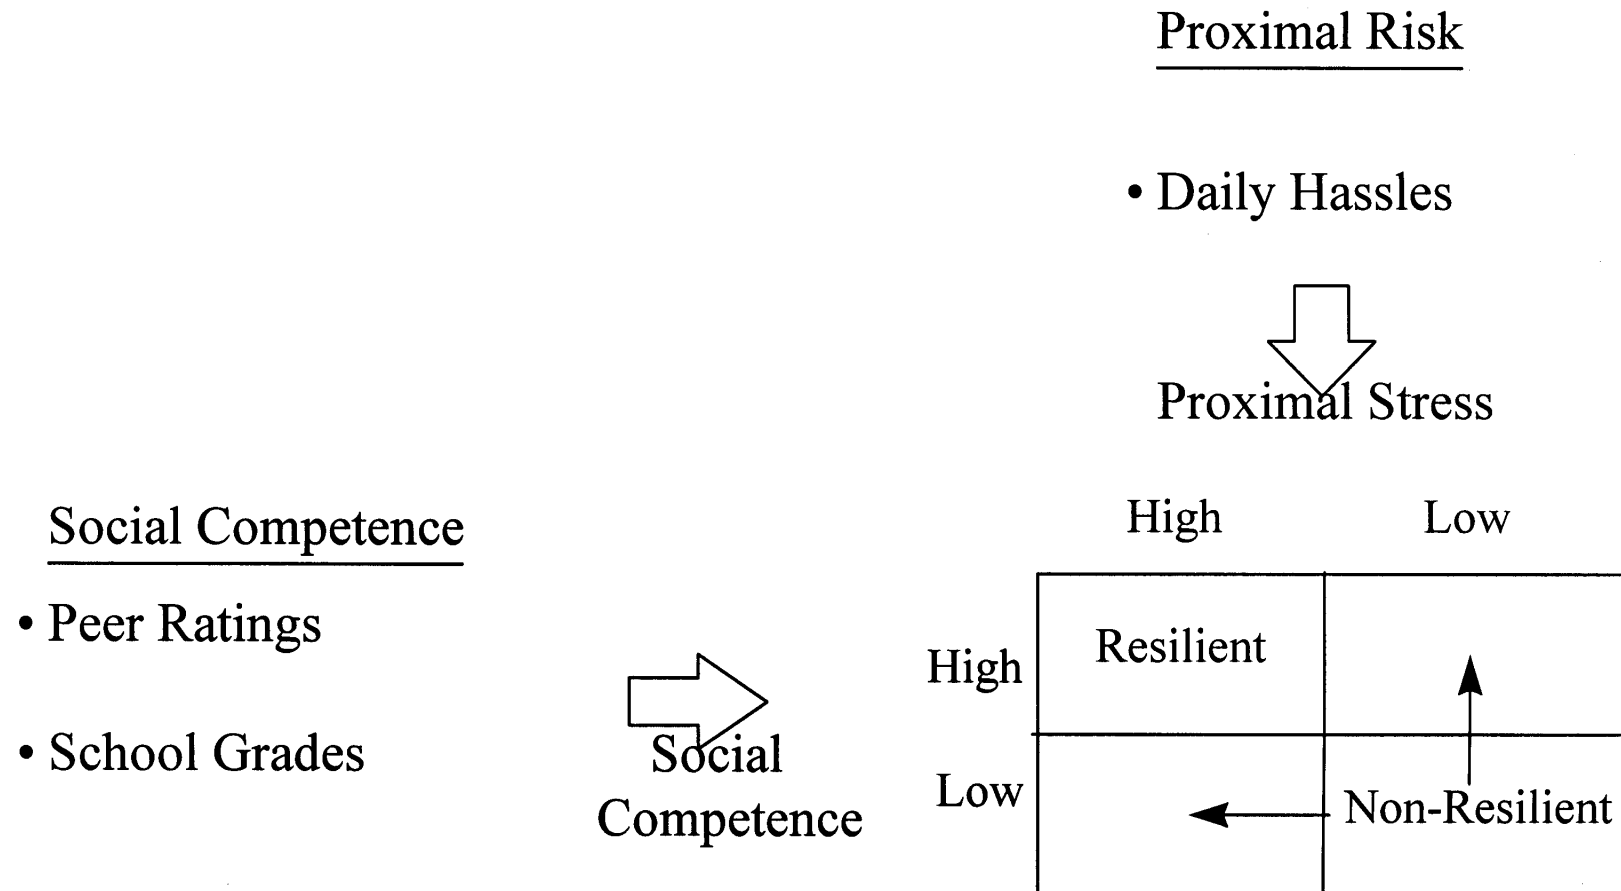 Proximal Risk
• Daily Hassles
Proximal Stress
High Low
Social Competence
• Peer Ratings
• School Grades
Social
Competence
High
Resilient
Low
Non-Resilient